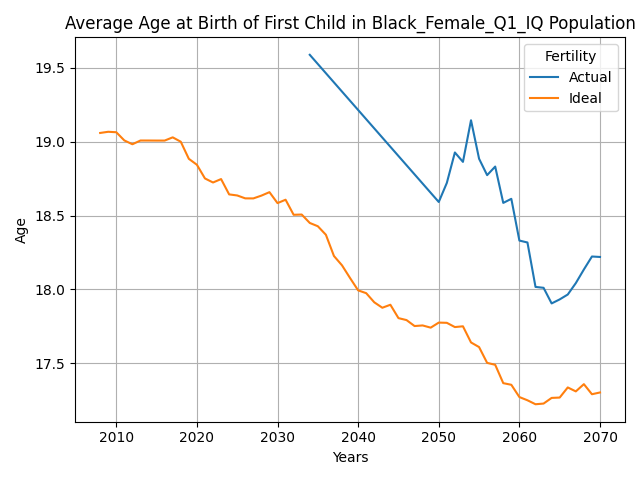 Average Age at Birth of First Child in Black_Female_Q1_IQ Population
Fertility
Actual
Ideal
19.5
19.0
18.5
18.0
17.5
Age
2010 2020 2030 2040 2050 2060 2070
Years